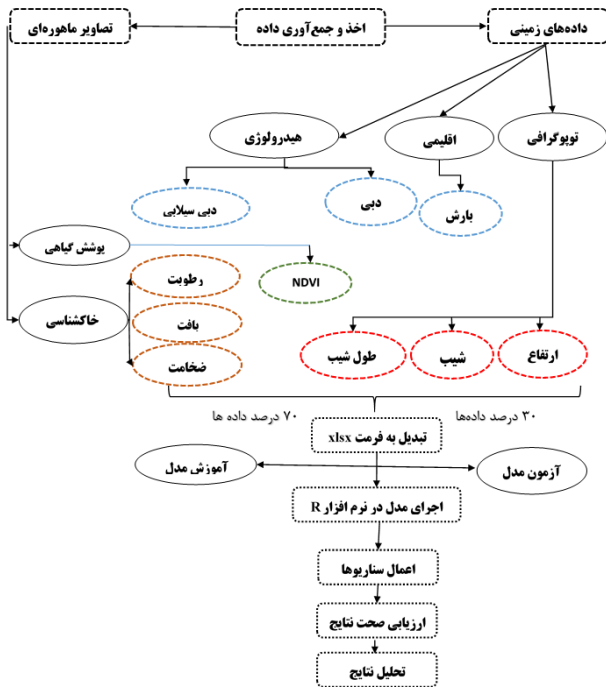 داده‌های زمینی
اخذ و جمع‌آوری داده
تصاویر ماهوره‌ای
هیدرولوژی
اقلیمی
توپوگرافی
دبی سیلابی
دبی
بارش
پوشش گیاهی
NDVI
رطوبت
خاکشناسی
بافت
ضخامت
طول شیب
شیب
ارتفاع
۳۰ درصد داده‌ها
۷۰ درصد داده ها
تبدیل به فرمت xlsx
آزمون مدل
آموزش مدل
اجرای مدل در نرم افزار R
اعمال سناریوها
ارزیابی صحت نتایج
تحلیل نتایج